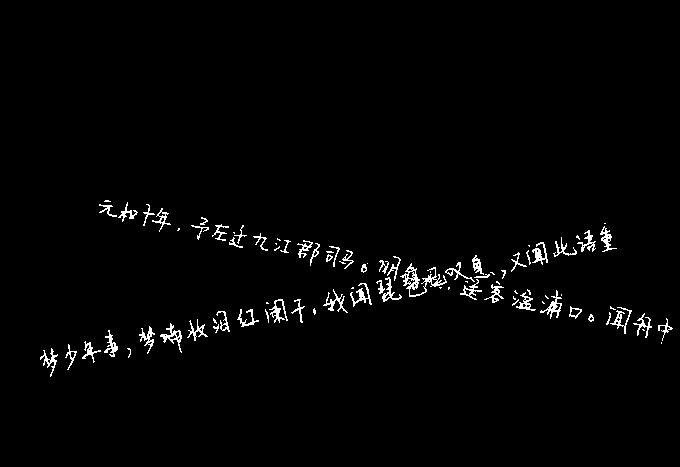 元和十年,予左迁九江郡司马。明,送客湓浦口。闻舟中
梦少年事,梦啼妆泪红阑干。我闻琵琶已叹息,又闻此语重